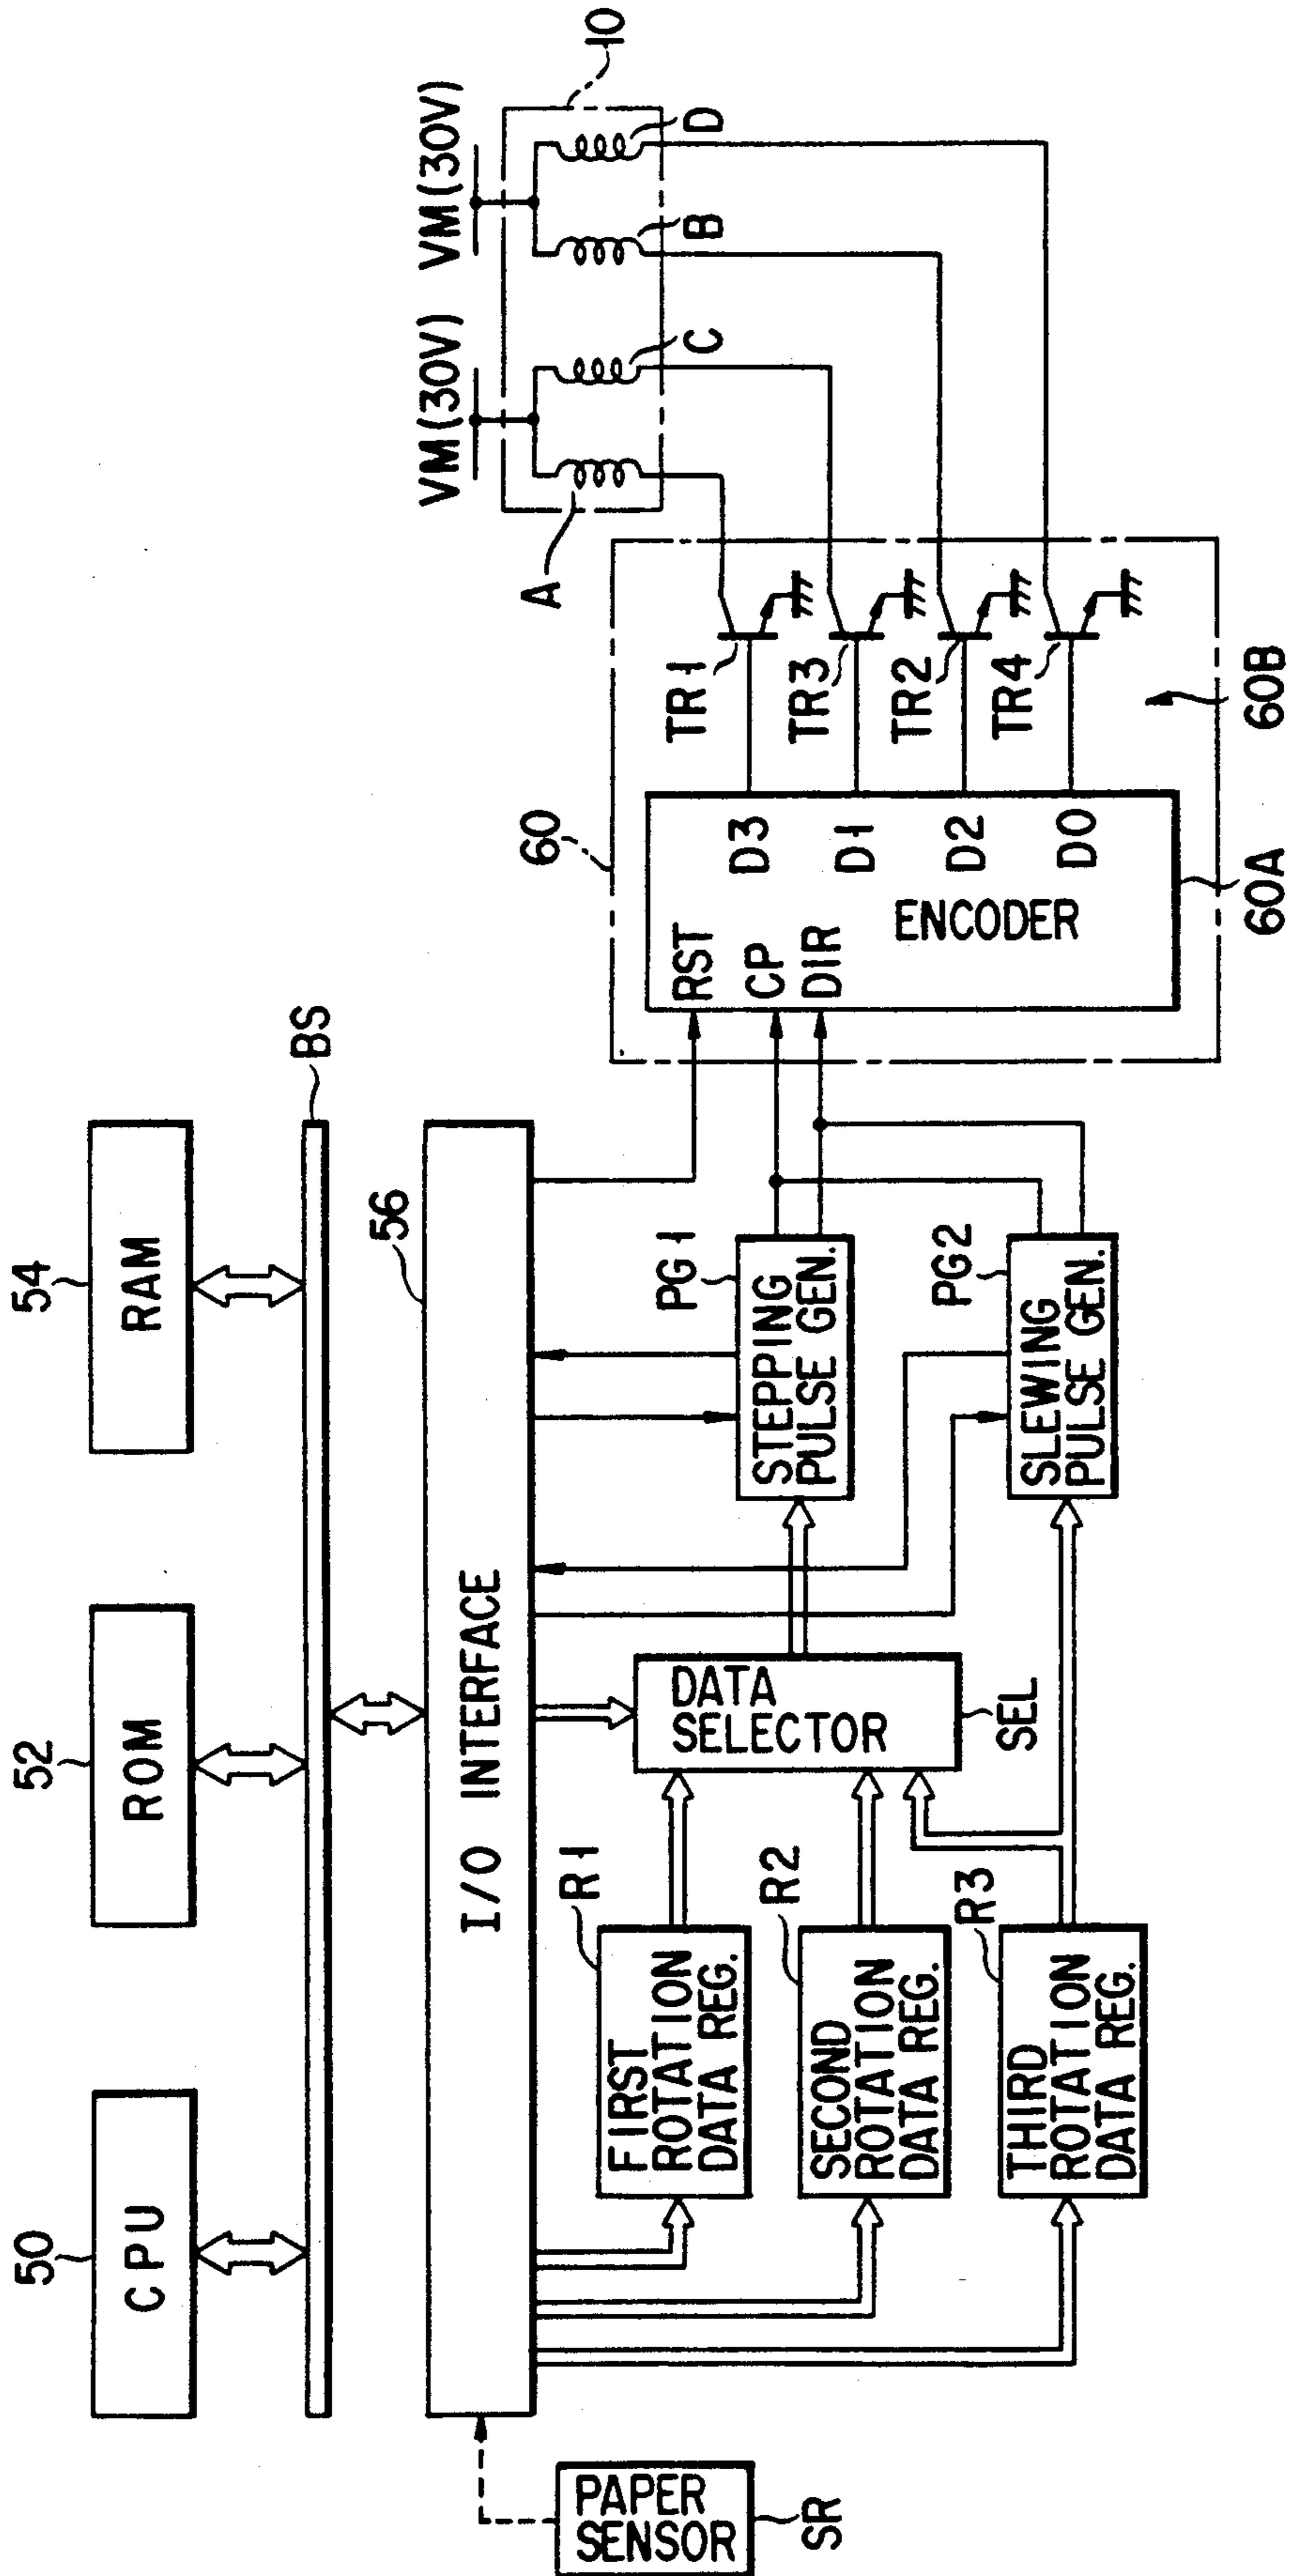 50
CPU
52
ROM
54
RAM
BS
I/O INTERFACE
56
PAPER
SENSOR
SR
FIRST
ROTATION
DATA REG.
R1
SECOND
ROTATION
DATA REG.
R2
THIRD
ROTATION
DATA REG.
R3
DATA
SELECTOR
SEL
STEPPING
PULSE GEN.
PG1
SLEWING
PULSE GEN.
PG2
60
RST
CP
DIR
D3
D1
D2
D0
ENCODER
60A
60B
TR1
TR3
TR2
TR4
VM(30V)
VM(30V)
10
A
C
B
D